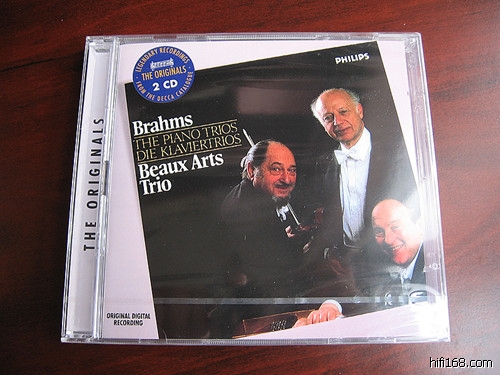 LEGENDARY RECORDINGS
DECCA
THE ORIGINALS
2 CD
FROM THE DECCA CATALOGUE
PHILIPS
Brahms
THE PIANO TRIOS
DIE KLAVIERTRIOS
Beaux Arts
Trio
THE ORIGINALS
ORIGINAL DIGITAL
RECORDING
hifi168.com